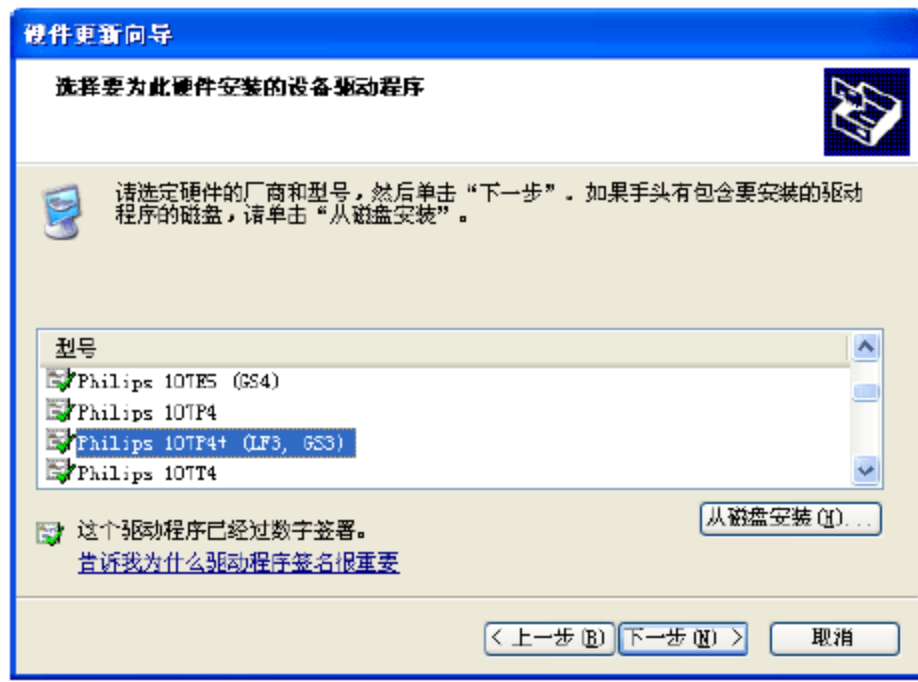 硬件更新向导
选择要为此硬件安装的设备驱动程序
请选定硬件的厂商和型号，然后单击“下一步”。如果手头有包含要安装的驱动
程序的磁盘，请单击“从磁盘安装”。
型号
Philips 107E5 (GS4)
Philips 107P4
Philips 107P4+ (LF3, GS3)
Philips 107T4
这个驱动程序已经过数字签署。
从磁盘安装(H)...
告诉我为什么驱动程序签名很重要
< 上一步(B)
下一步(N) >
取消